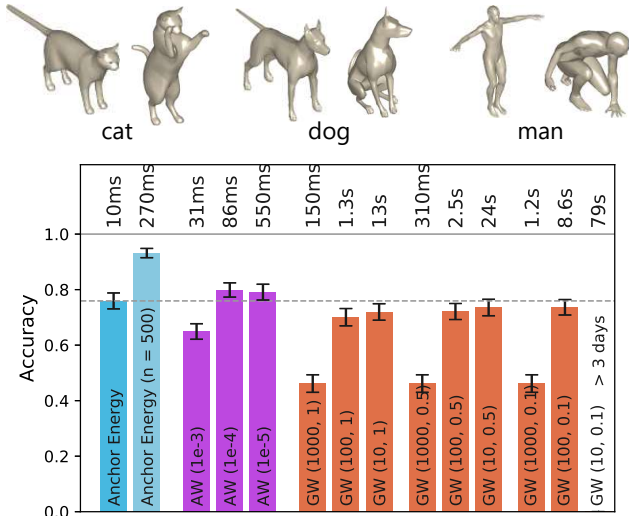 cat
dog
man
10ms
270ms
31ms
86ms
550ms
150ms
1.3s
13s
310ms
2.5s
24s
1.2s
8.6s
79s
Accuracy
1.0
0.8
0.6
0.4
0.2
0.0
Anchor Energy
Anchor Energy (n = 500)
AW (1e-3)
AW (1e-4)
AW (1e-5)
GW (1000, 1)
GW (100, 1)
GW (10, 1)
GW (1000, 0.5)
GW (100, 0.5)
GW (10, 0.5)
GW (1000, 0.1)
GW (100, 0.1)
GW (10, 0.1) > 3 days